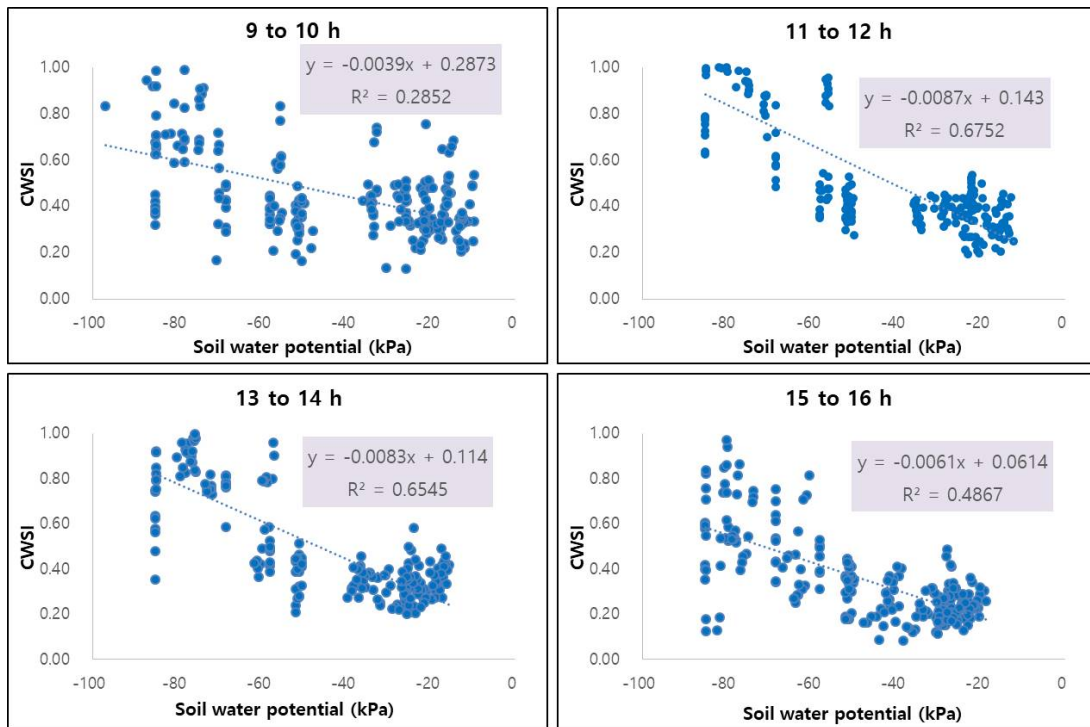 9 to 10 h
y = -0.0039x + 0.2873
R² = 0.2852
1.00
0.80
0.60
0.40
0.20
0.00
CWSI
-100 -80 -60 -40 -20 0
Soil water potential (kPa)
11 to 12 h
y = -0.0087x + 0.143
R² = 0.6752
1.00
0.80
0.60
0.40
0.20
0.00
CWSI
-100 -80 -60 -40 -20 0
Soil water potential (kPa)
13 to 14 h
y = -0.0083x + 0.114
R² = 0.6545
1.00
0.80
0.60
0.40
0.20
0.00
CWSI
-100 -80 -60 -40 -20 0
Soil water potential (kPa)
15 to 16 h
y = -0.0061x + 0.0614
R² = 0.4867
1.00
0.80
0.60
0.40
0.20
0.00
CWSI
-100 -80 -60 -40 -20 0
Soil water potential (kPa)